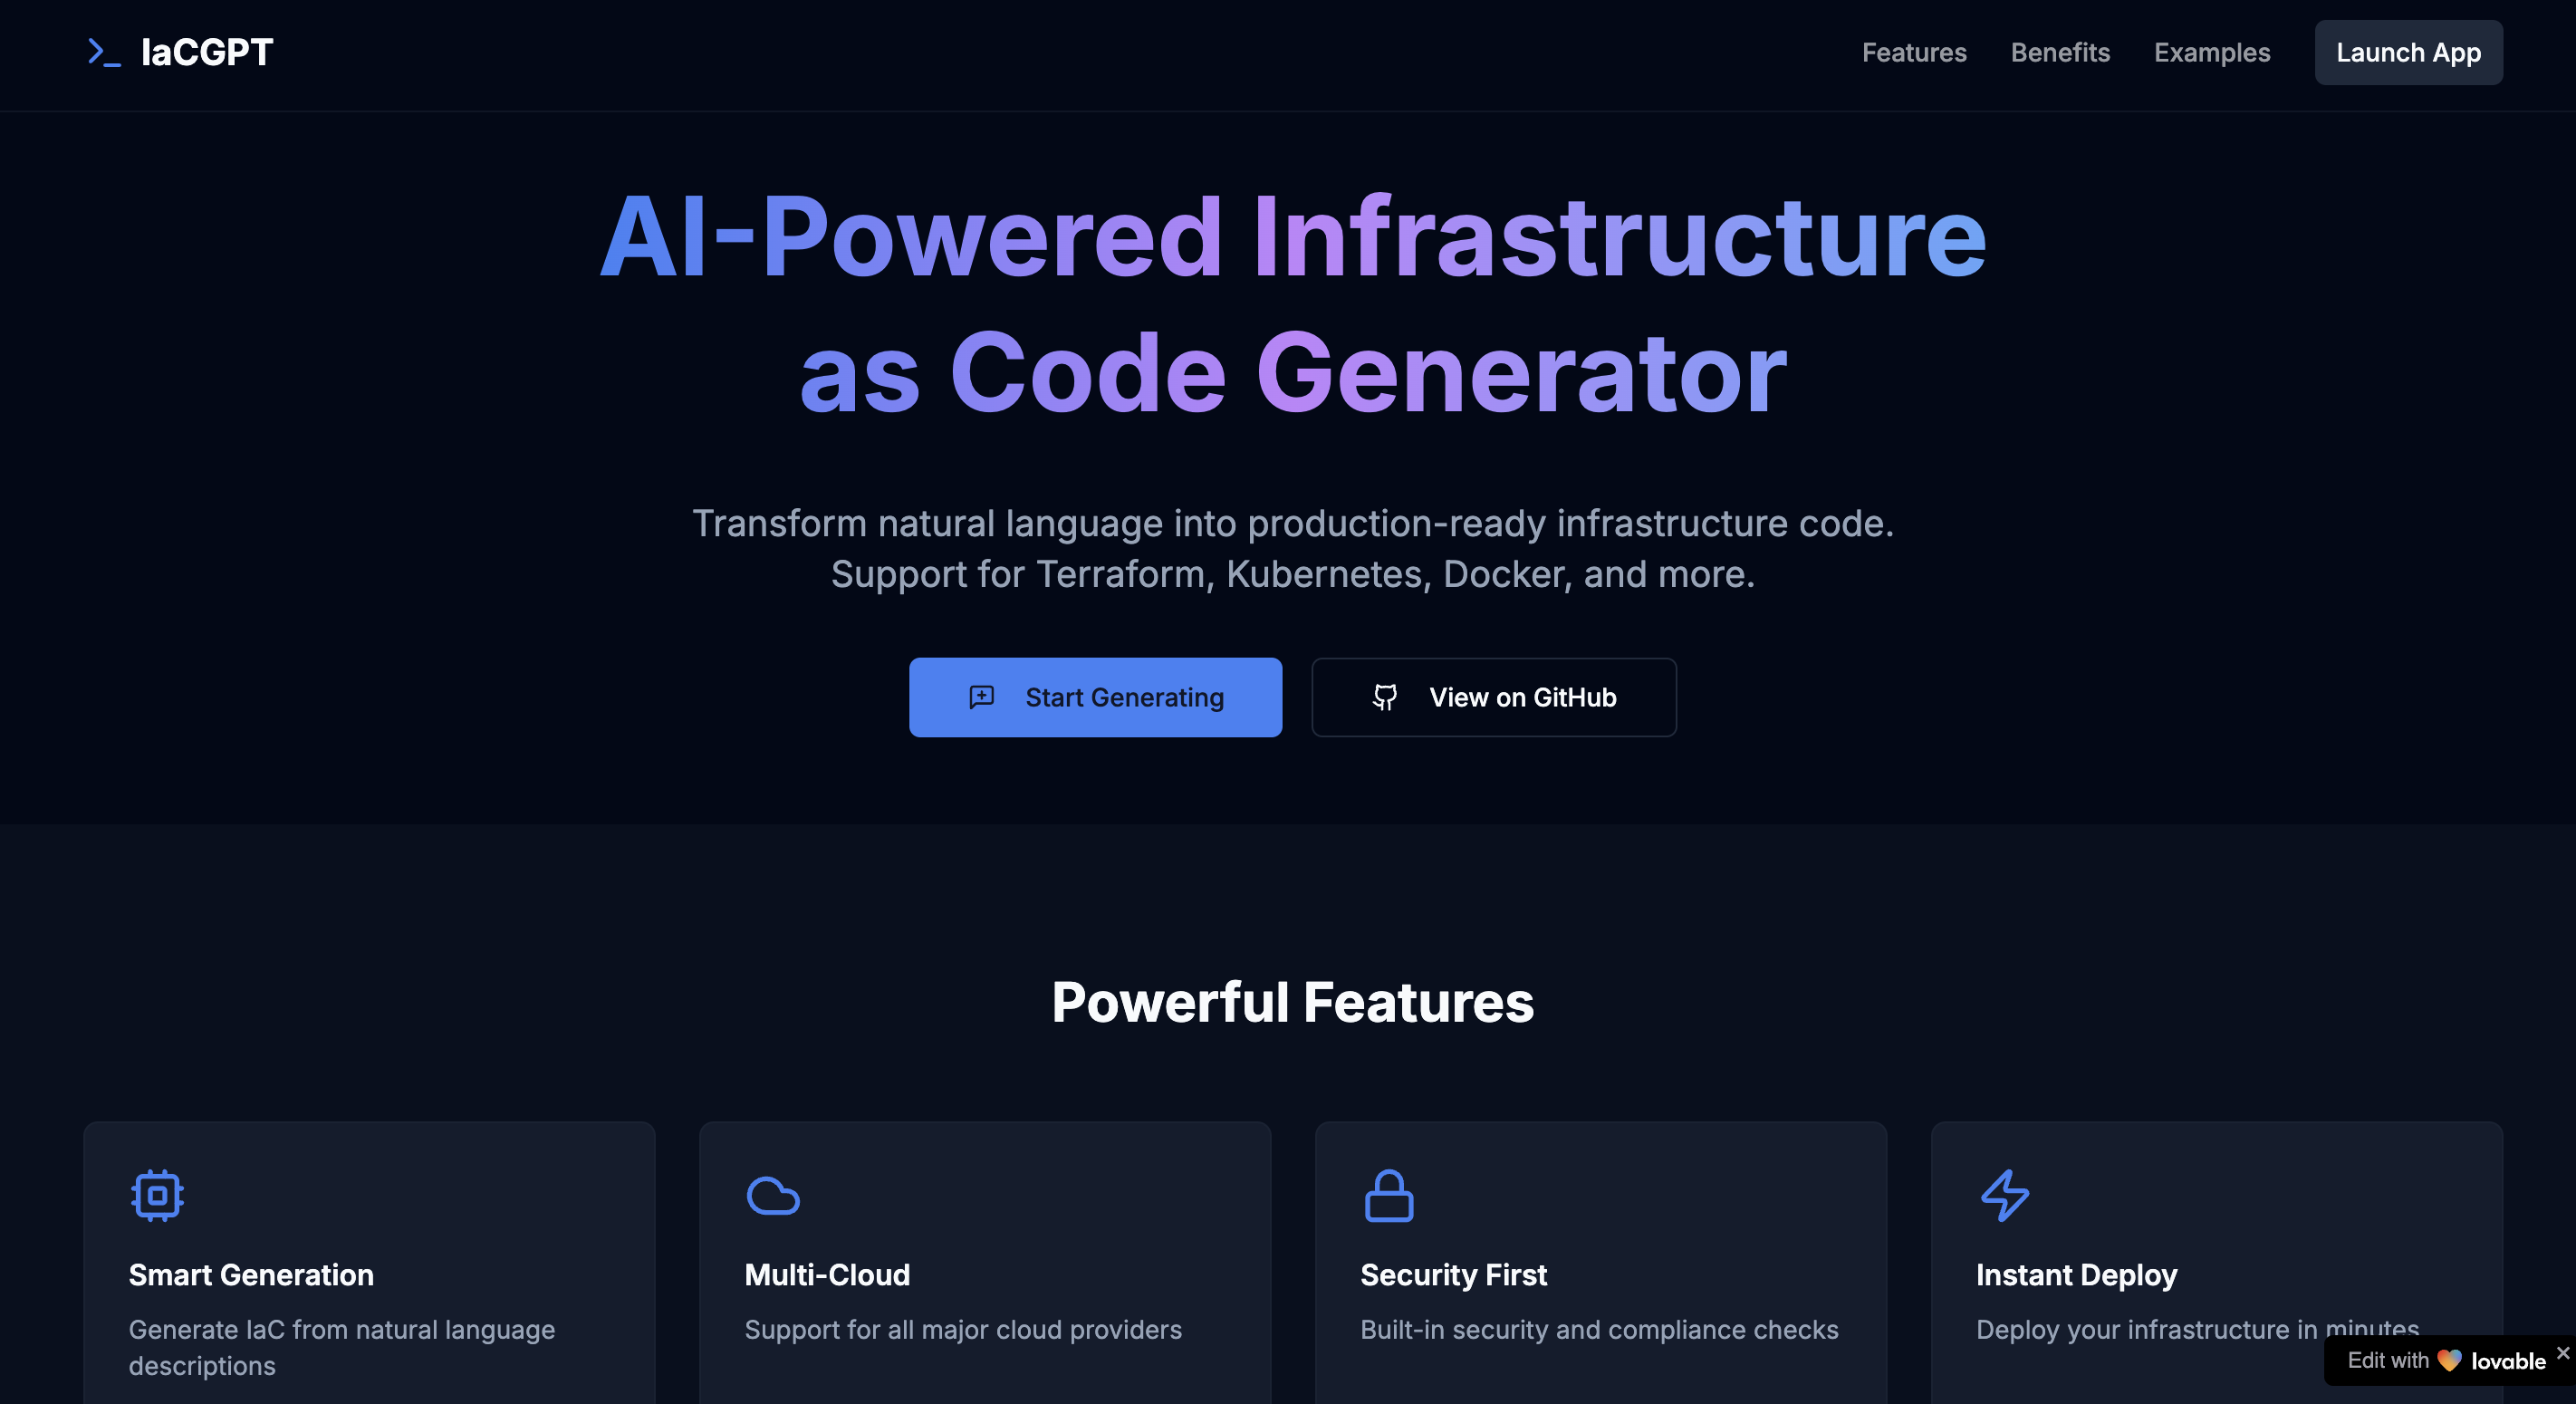 IaCGPT
Features
Benefits
Examples
Launch App
AI-Powered Infrastructure
as Code Generator
Transform natural language into production-ready infrastructure code.
Support for Terraform, Kubernetes, Docker, and more.
Start Generating
View on GitHub
Powerful Features
Smart Generation
Generate IaC from natural language
descriptions
Multi-Cloud
Support for all major cloud providers
Security First
Built-in security and compliance checks
Instant Deploy
Deploy your infrastructure in minutes
Edit with lovable